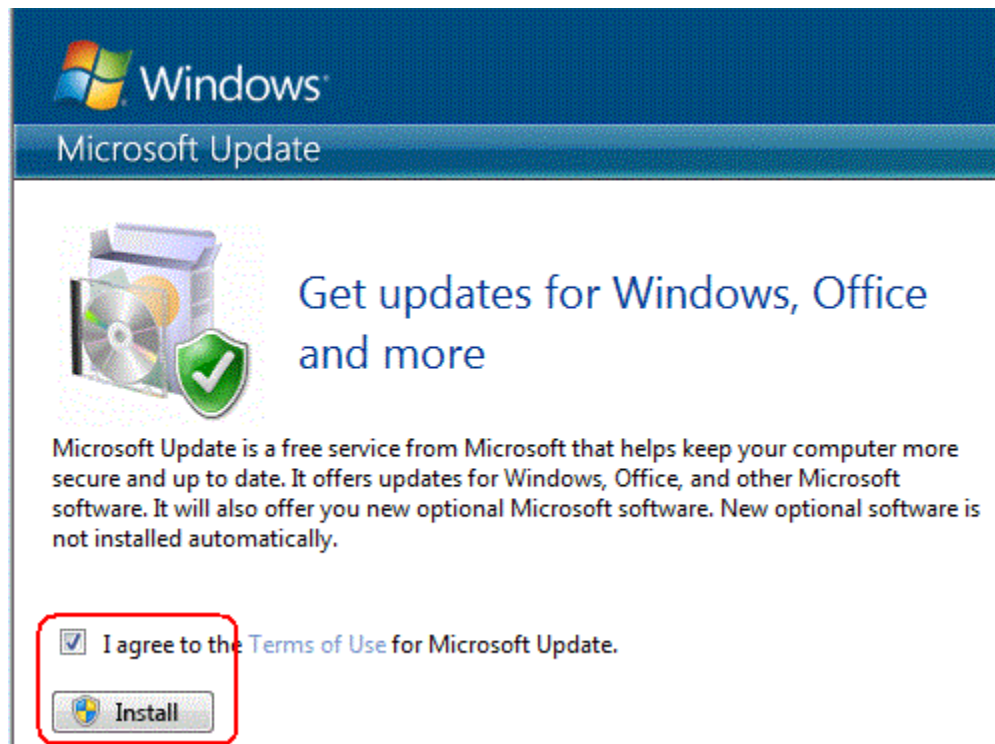 Windows
Microsoft Update
Get updates for Windows, Office
and more
Microsoft Update is a free service from Microsoft that helps keep your computer more
secure and up to date. It offers updates for Windows, Office, and other Microsoft
software. It will also offer you new optional Microsoft software. New optional software is
not installed automatically.
I agree to the Terms of Use for Microsoft Update.
Install